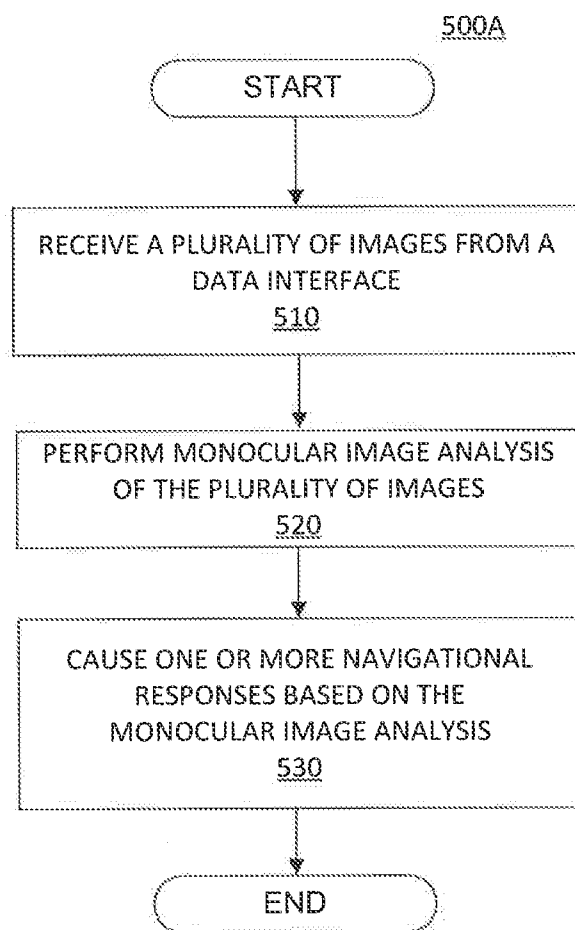 500A
START
RECEIVE A PLURALITY OF IMAGES FROM A
DATA INTERFACE
510
PERFORM MONOCULAR IMAGE ANALYSIS
OF THE PLURALITY OF IMAGES
520
CAUSE ONE OR MORE NAVIGATIONAL
RESPONSES BASED ON THE
MONOCULAR IMAGE ANALYSIS
530
END